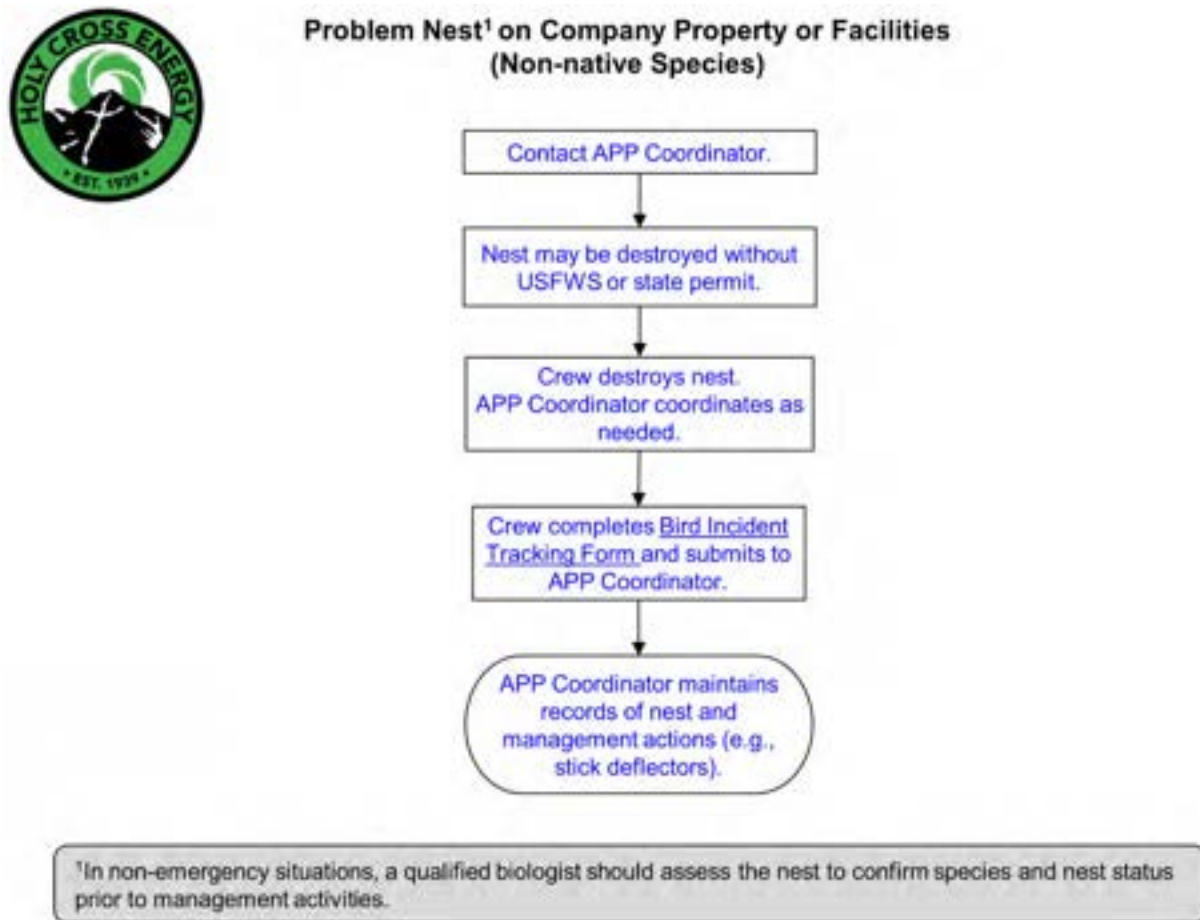 HOLY CROSS ENERGY
• EST. 1939 •
Problem Nest¹ on Company Property or Facilities
(Non-native Species)
Contact APP Coordinator.
Nest may be destroyed without
USFWS or state permit.
Crew destroys nest.
APP Coordinator coordinates as
needed.
Crew completes Bird Incident
Tracking Form and submits to
APP Coordinator.
APP Coordinator maintains
records of nest and
management actions (e.g.,
stick deflectors).
¹In non-emergency situations, a qualified biologist should assess the nest to confirm species and nest status
prior to management activities.